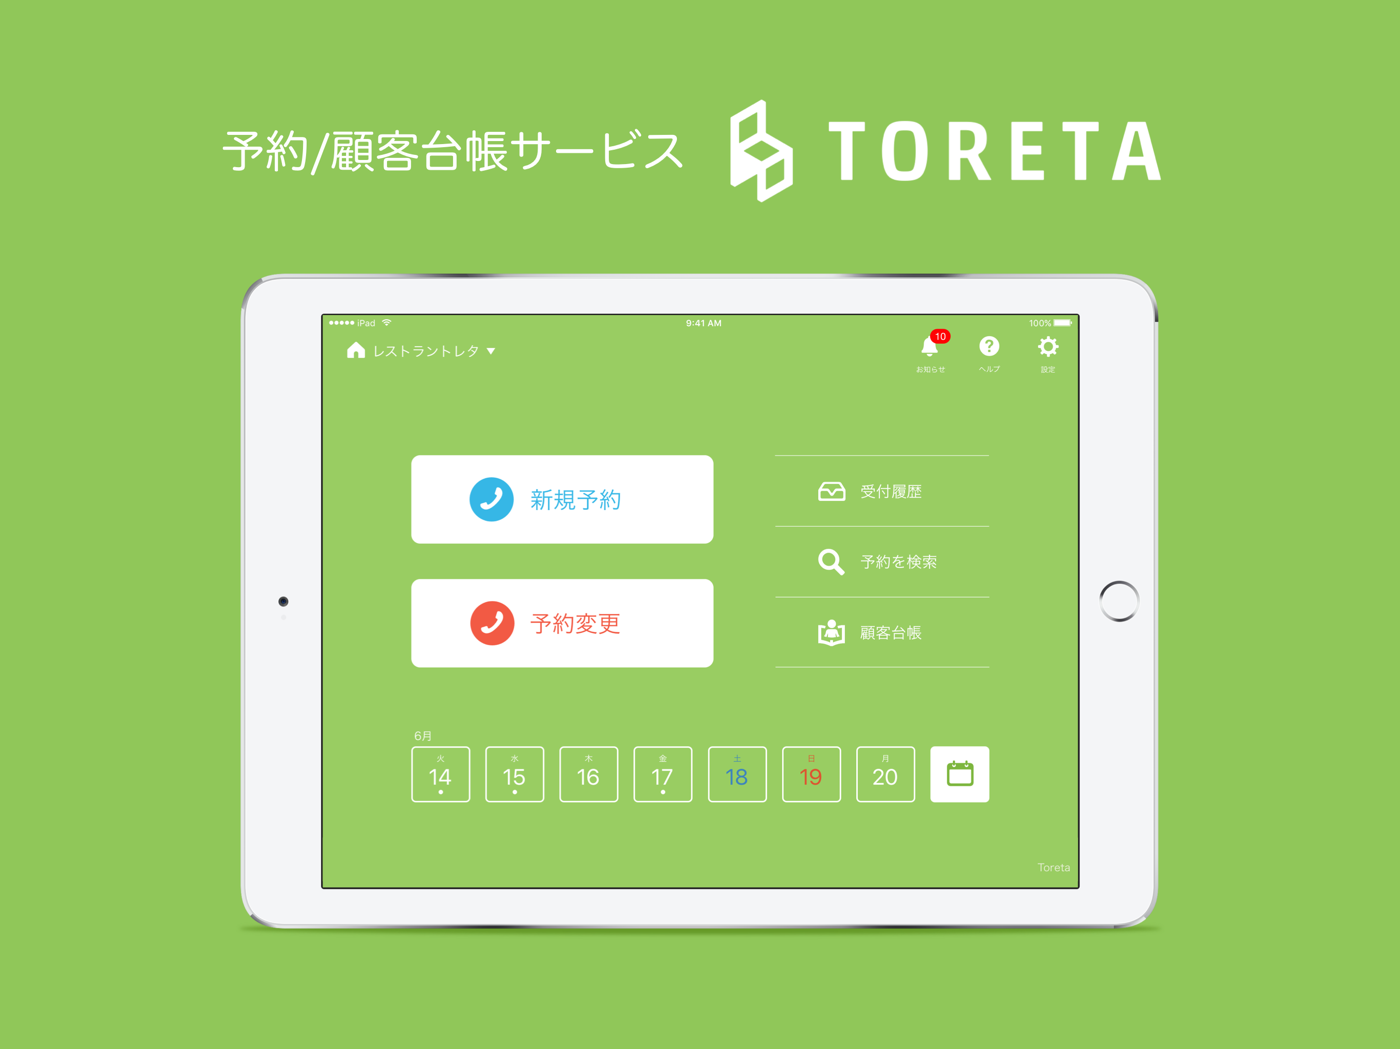 予約/顧客台帳サービス TORETA
iPad 9:41 AM 100%
レストラントレタ
10
お知らせ ヘルプ 設定
新規予約
予約変更
受付履歴
予約を検索
顧客台帳
6月
火 水 木 金 土 日 月
14 15 16 17 18 19 20
Toreta